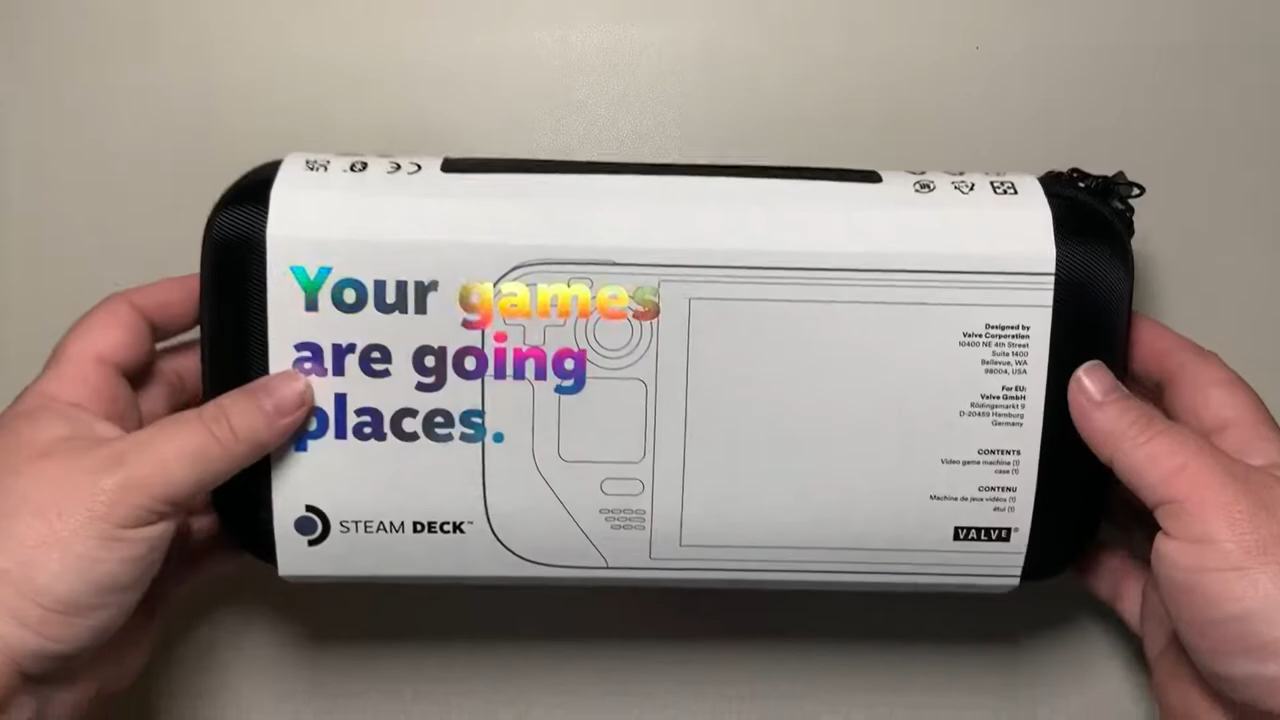 CE
Your games
are going
places.
STEAM DECK™
Designed by
Valve Corporation
10400 NE 4th Street
Suite 1400
Bellevue, WA
98004, USA
For EU:
Valve GmbH
Rödingsmarkt 9
D-20459 Hamburg
Germany
CONTENTS
Video game machine (1)
case (1)
CONTENU
Machine de jeux vidéos (1)
étui (1)
VALVE®